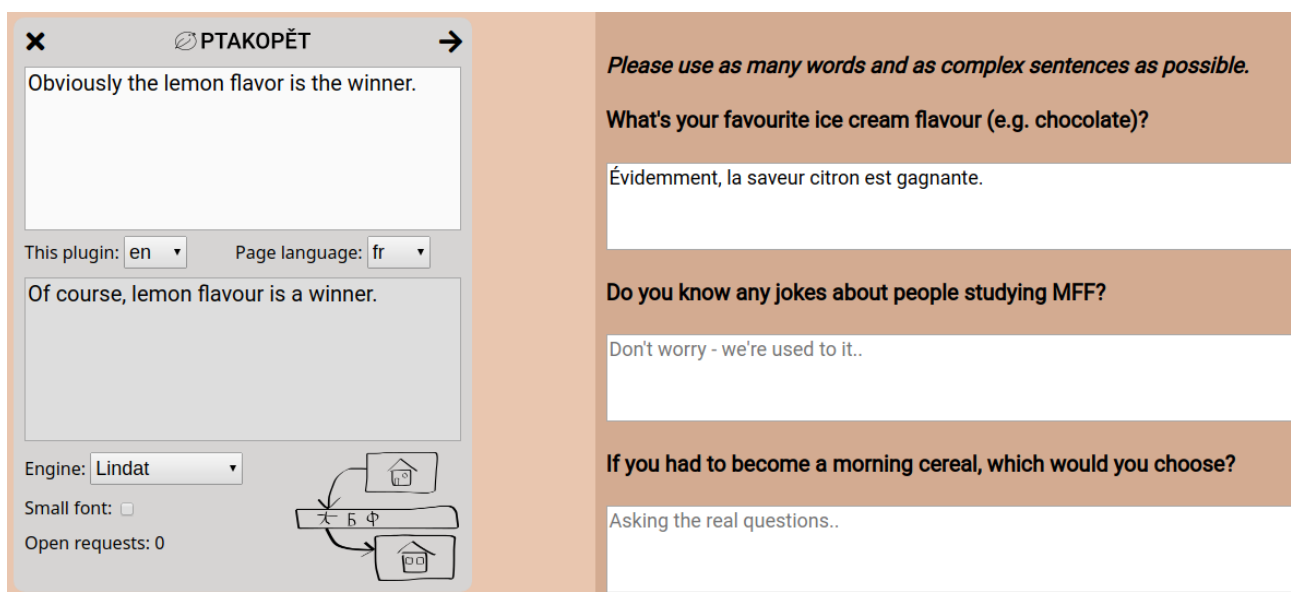 PTAKOPĚT
Obviously the lemon flavor is the winner.
This plugin: en Page language: fr
Of course, lemon flavour is a winner.
Engine: Lindat
Small font:
Open requests: 0
大 Б Ф
Please use as many words and as complex sentences as possible.
What's your favourite ice cream flavour (e.g. chocolate)?
Évidemment, la saveur citron est gagnante.
Do you know any jokes about people studying MFF?
Don't worry - we're used to it..
If you had to become a morning cereal, which would you choose?
Asking the real questions..